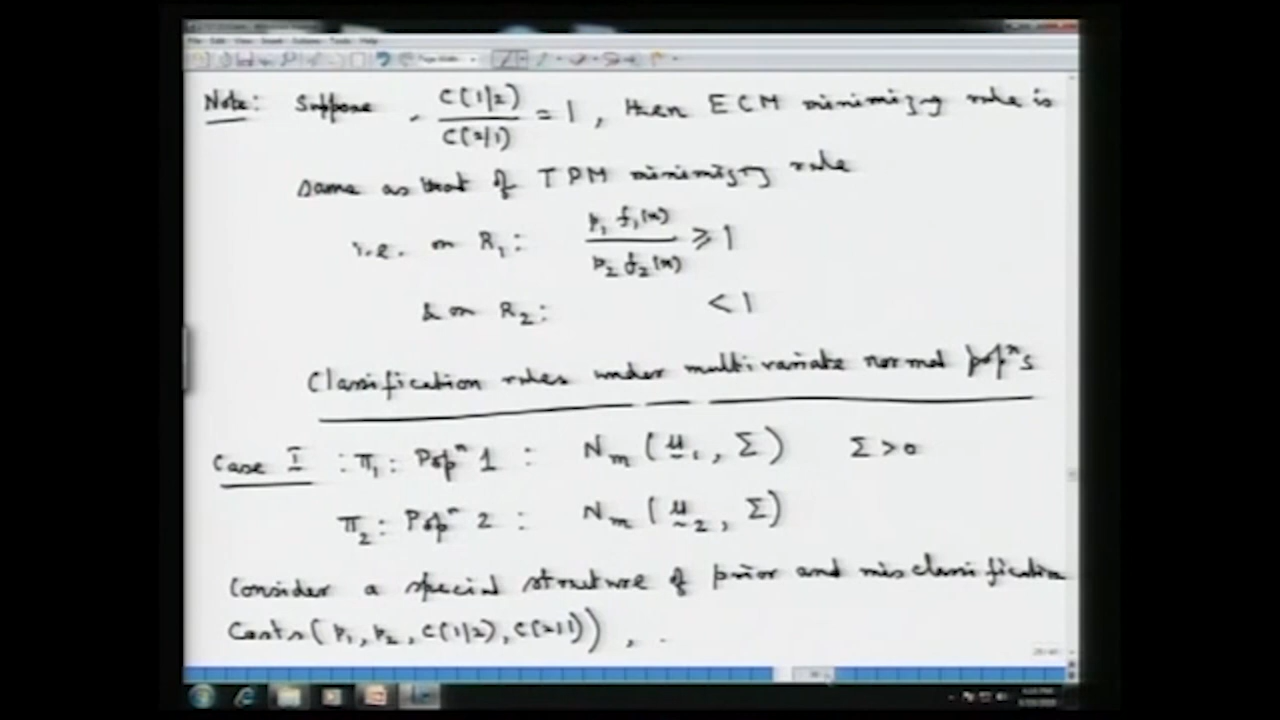 Note: Suppose, C(1|2)/C(2|1) = 1, then ECM minimizing rule is
same as that of TPM minimizing rule
i.e. on R₁: p₁ f₁(x) / p₂ f₂(x) ≥ 1
& on R₂: < 1
Classification rules under multivariate normal popⁿs
Case I : π₁: Popⁿ 1 : Nₘ(μ₁, Σ) Σ > 0
π₂: Popⁿ 2 : Nₘ(μ₂, Σ)
Consider a special structure of prior and misclassification
Costs (p₁, p₂, C(1|2), C(2|1)),